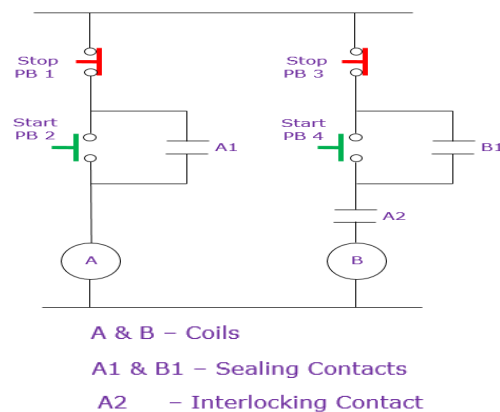 Stop
PB 1
Stop
PB 3
Start
PB 2
A1
Start
PB 4
B1
A2
A
B
A & B – Coils
A1 & B1 – Sealing Contacts
A2 – Interlocking Contact